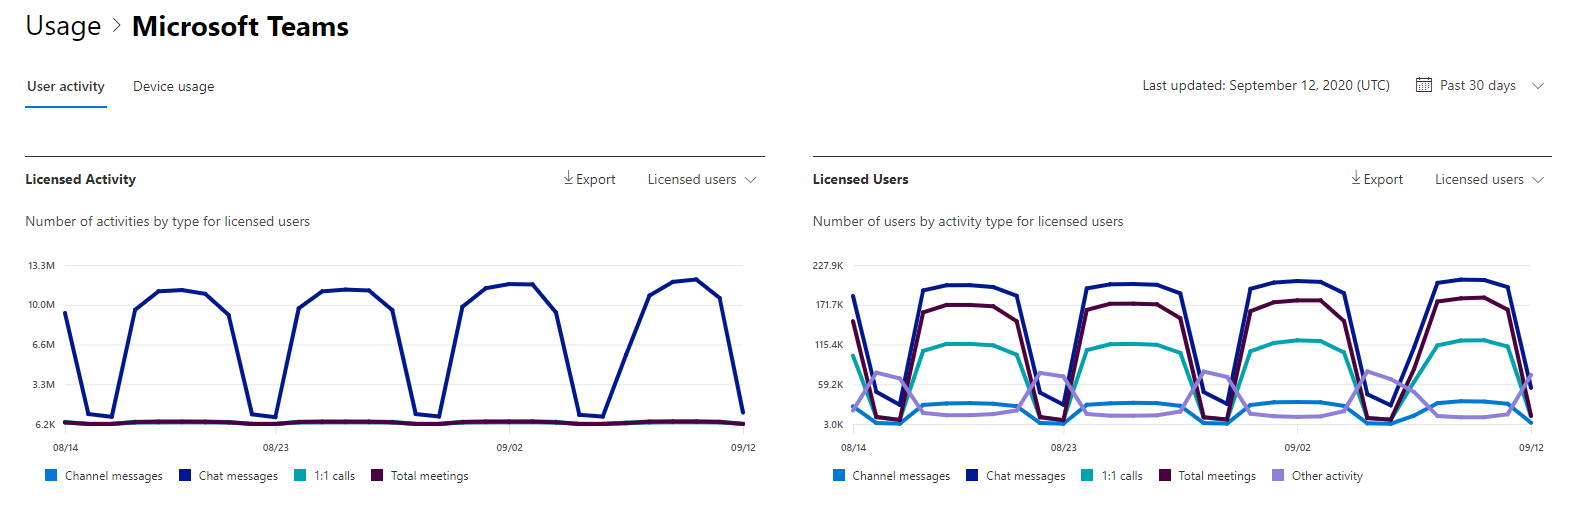 Usage > Microsoft Teams
User activity Device usage
Last updated: September 12, 2020 (UTC) Past 30 days
Licensed Activity Export Licensed users
Number of activities by type for licensed users
13.3M
10.0M
6.6M
3.3M
6.2K
08/14 08/23 09/02 09/12
Channel messages Chat messages 1:1 calls Total meetings
Licensed Users Export Licensed users
Number of users by activity type for licensed users
227.9K
171.7K
115.4K
59.2K
3.0K
08/14 08/23 09/02 09/12
Channel messages Chat messages 1:1 calls Total meetings Other activity